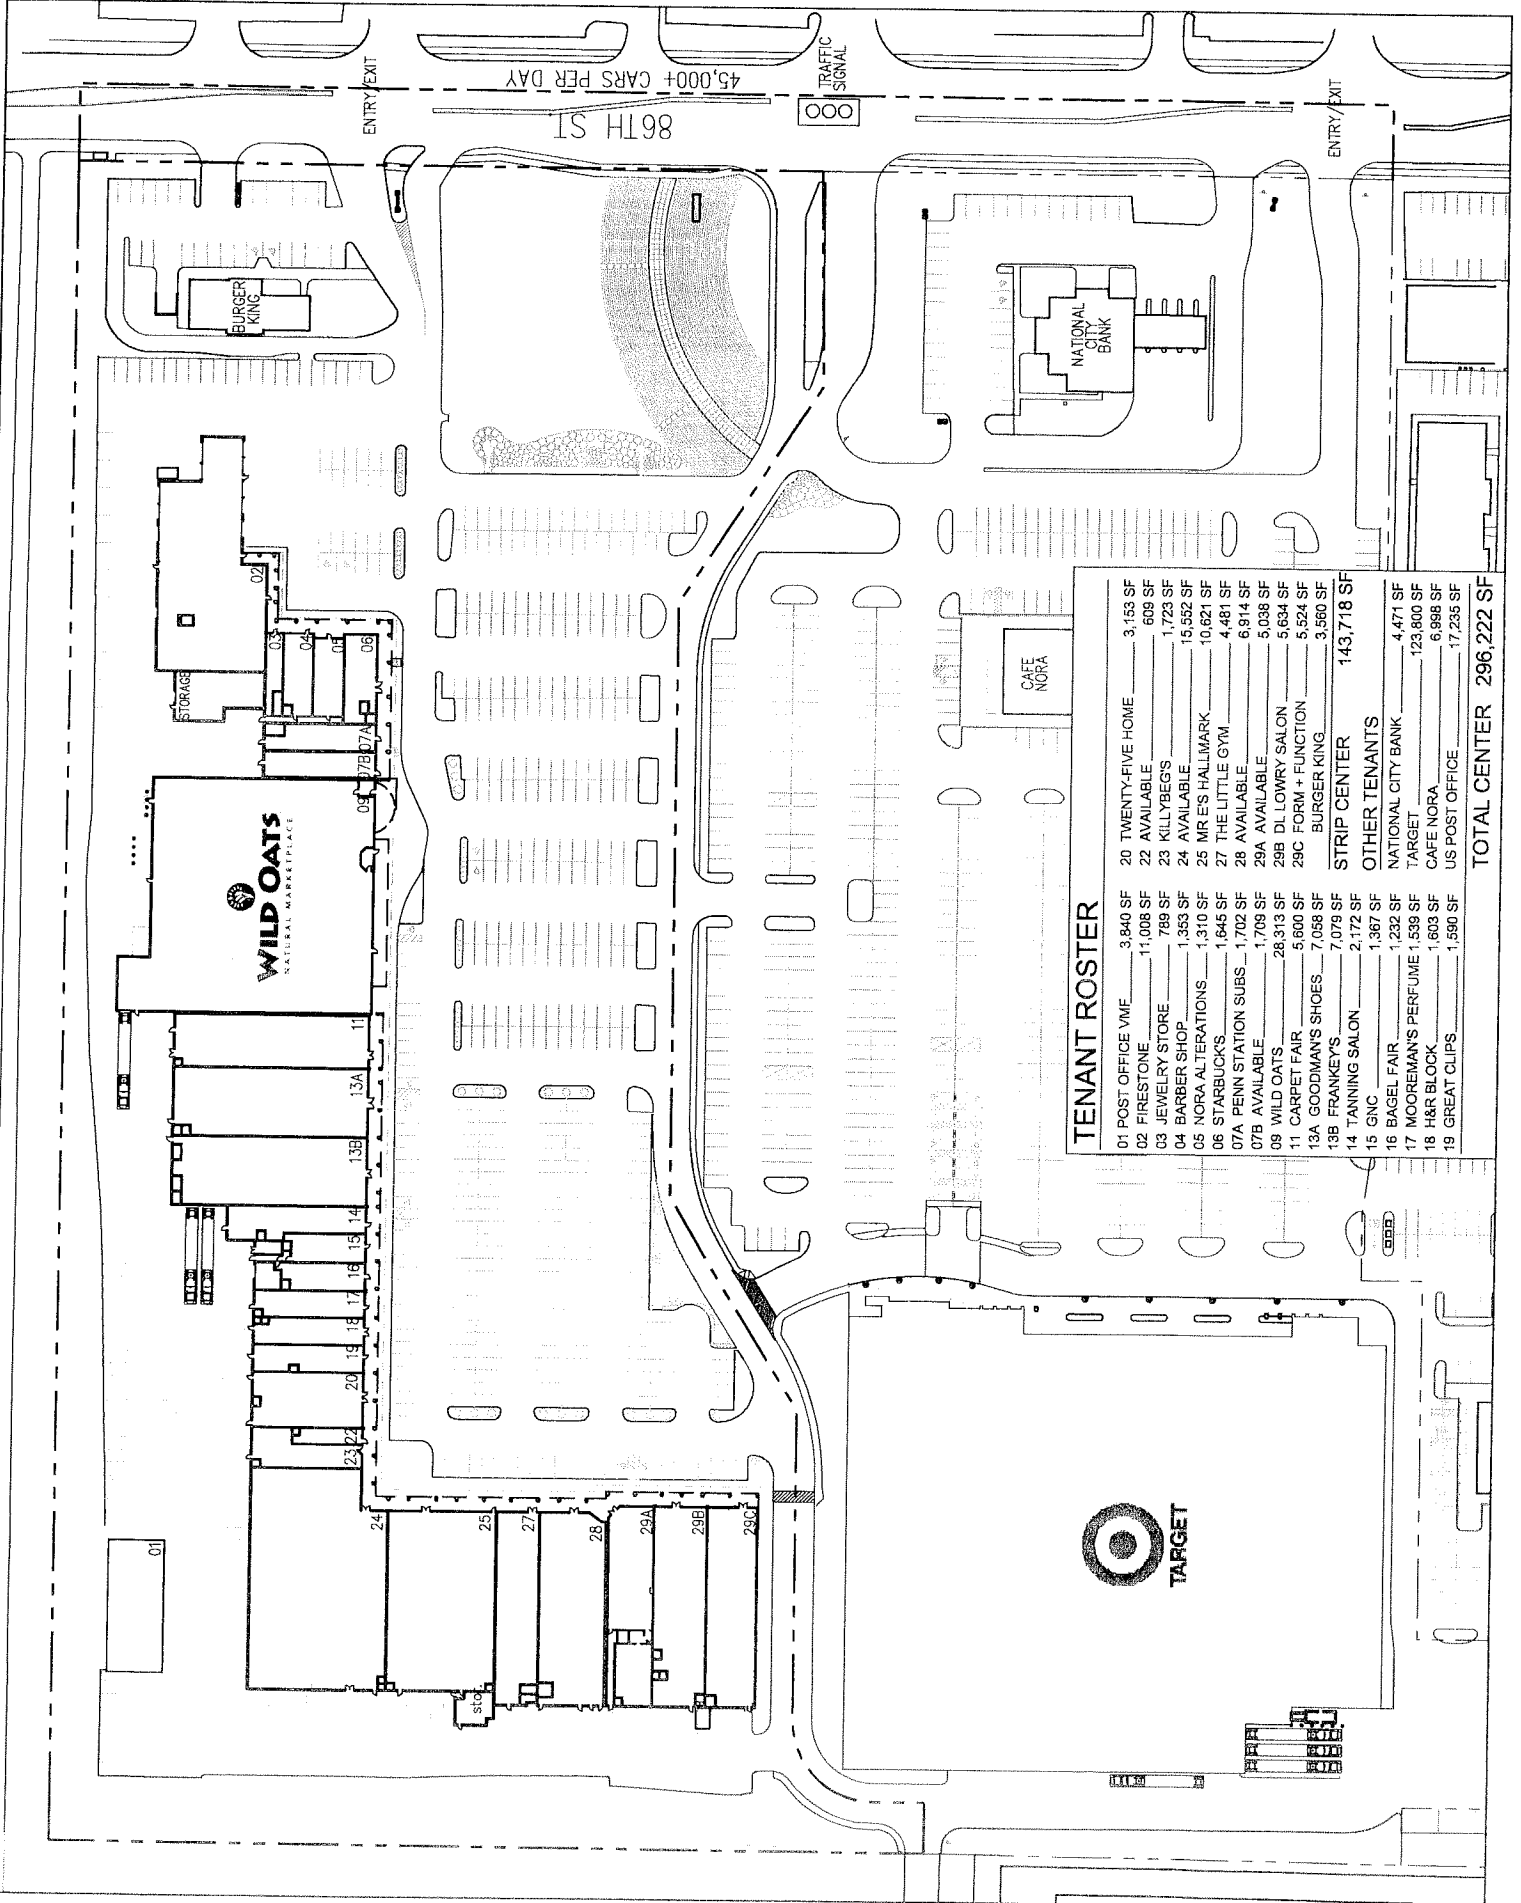 ENTRY/EXIT
45,000+ CARS PER DAY
86TH ST
TRAFFIC
SIGNAL
ENTRY/EXIT
BURGER
KING
NATIONAL
CITY
BANK
CAFE
NORA
STORAGE
02
03
04
05
06
07A
07B
09
WILD OATS
NATURAL MARKETPLACE
11
13A
13B
14
15
16
17
18
19
20
22
23
24
25
27
28
29A
29B
29C
01
stor.
TARGET
TENANT ROSTER
01 POST OFFICE VMF 3,840 SF
02 FIRESTONE 11,008 SF
03 JEWELRY STORE 789 SF
04 BARBER SHOP 1,353 SF
05 NORA ALTERATIONS 1,310 SF
06 STARBUCK'S 1,645 SF
07A PENN STATION SUBS 1,702 SF
07B AVAILABLE 1,709 SF
09 WILD OATS 28,313 SF
11 CARPET FAIR 5,600 SF
13A GOODMAN'S SHOES 7,058 SF
13B FRANKEY'S 7,079 SF
14 TANNING SALON 2,172 SF
15 GNC 1,367 SF
16 BAGEL FAIR 1,232 SF
17 MOOREMAN'S PERFUME 1,539 SF
18 H&R BLOCK 1,603 SF
19 GREAT CLIPS 1,590 SF
20 TWENTY-FIVE HOME 3,153 SF
22 AVAILABLE 609 SF
23 KILLYBEG'S 1,723 SF
24 AVAILABLE 15,552 SF
25 MR E'S HALLMARK 10,621 SF
27 THE LITTLE GYM 4,481 SF
28 AVAILABLE 6,914 SF
29A AVAILABLE 5,038 SF
29B DL LOWRY SALON 5,634 SF
29C FORM + FUNCTION 5,524 SF
BURGER KING 3,560 SF
STRIP CENTER 143,718 SF
OTHER TENANTS
NATIONAL CITY BANK 4,471 SF
TARGET 123,800 SF
CAFE NORA 6,998 SF
US POST OFFICE 17,235 SF
TOTAL CENTER 296,222 SF